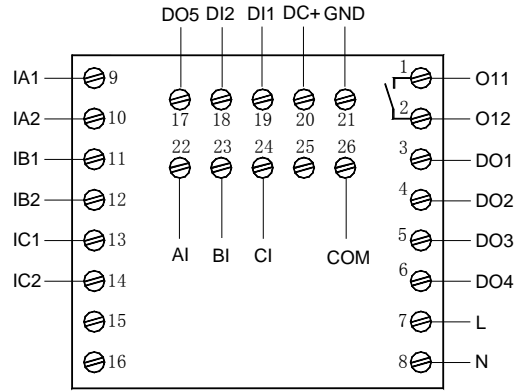 DO5 DI2 DI1 DC+ GND
IA1 9 1 O11
17 18 19 20 21
IA2 10 2 O12
22 23 24 25 26
IB1 11 3 DO1
IB2 12 4 DO2
IC1 13 5 DO3
AI BI CI COM
IC2 14 6 DO4
15 7 L
16 8 N